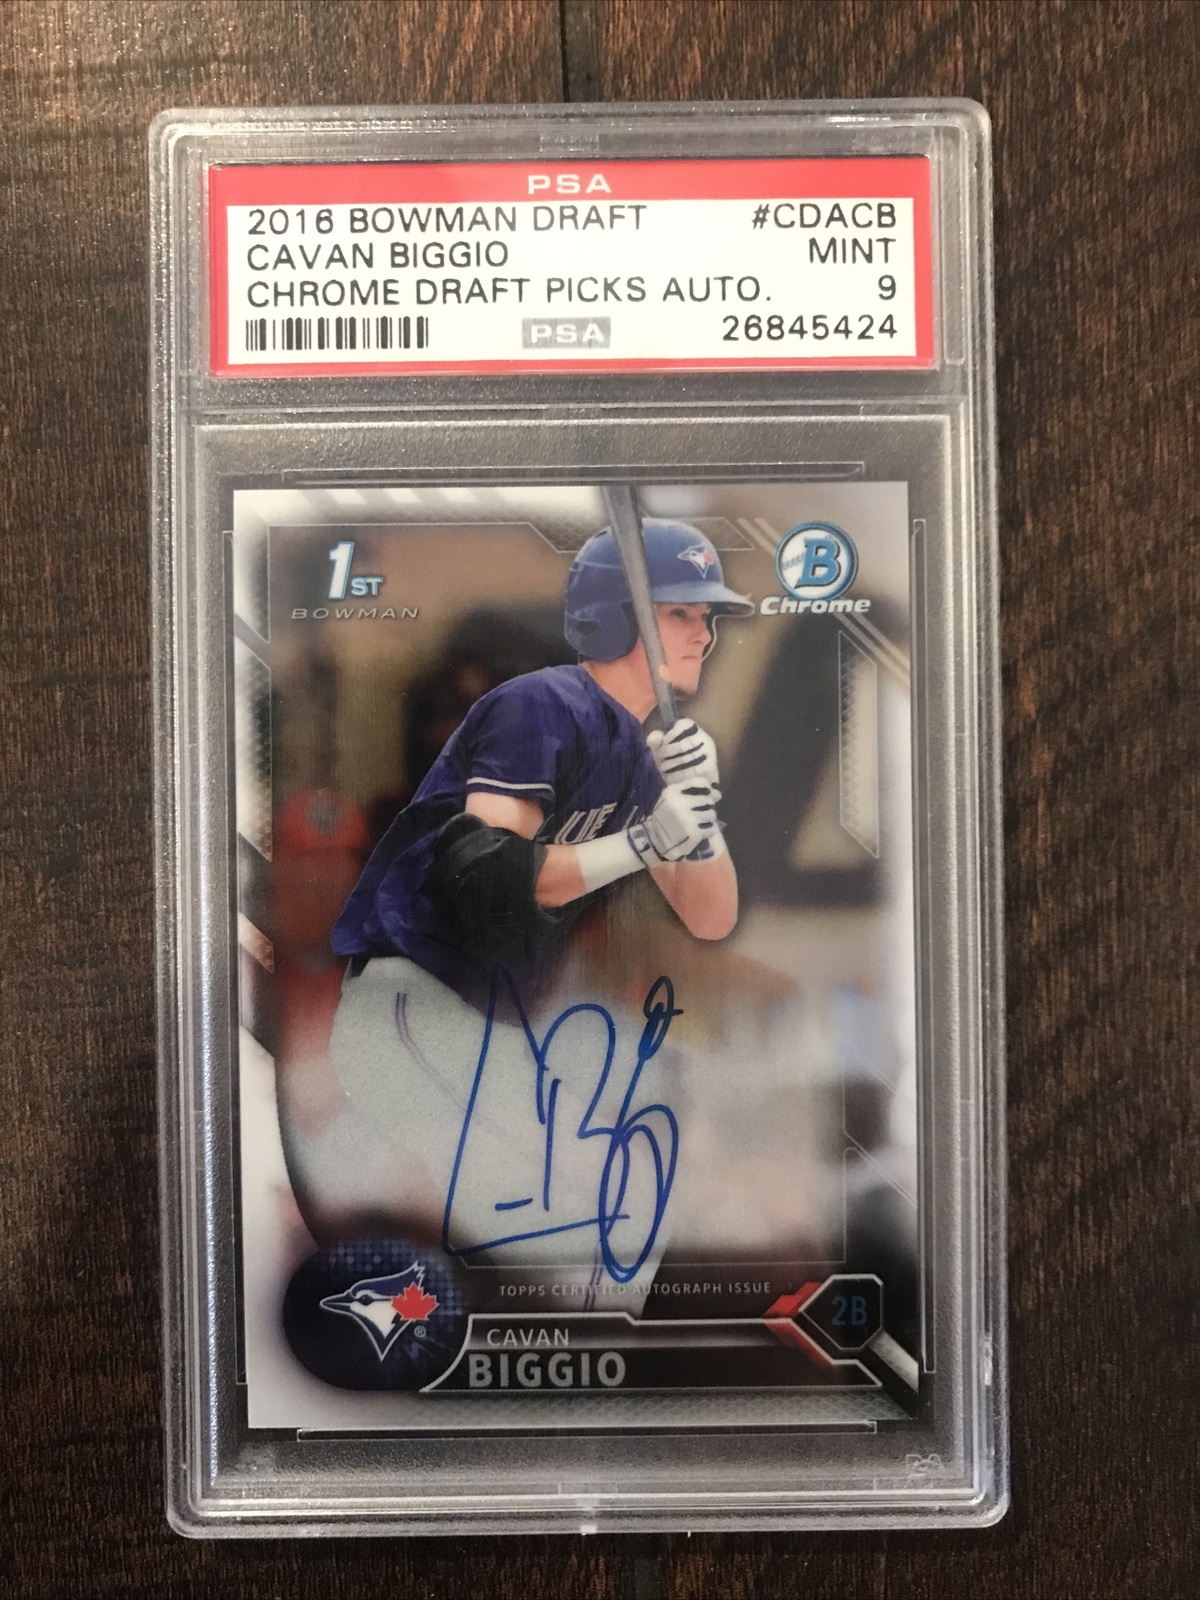 PSA
2016 BOWMAN DRAFT #CDACB
CAVAN BIGGIO MINT
CHROME DRAFT PICKS AUTO. 9
PSA 26845424
1ST
BOWMAN
B
Chrome
TOPPS CERTIFIED AUTOGRAPH ISSUE
2B
CAVAN
BIGGIO
®
PSA